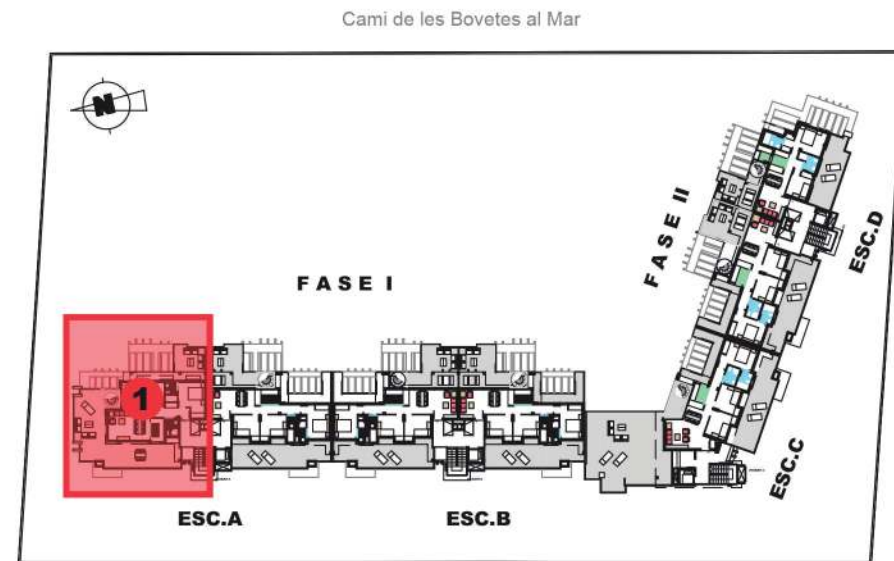 Cami de les Bovetes al Mar
N
FASE I
FASE II
ESC.D
1
ESC.C
ESC.A
ESC.B